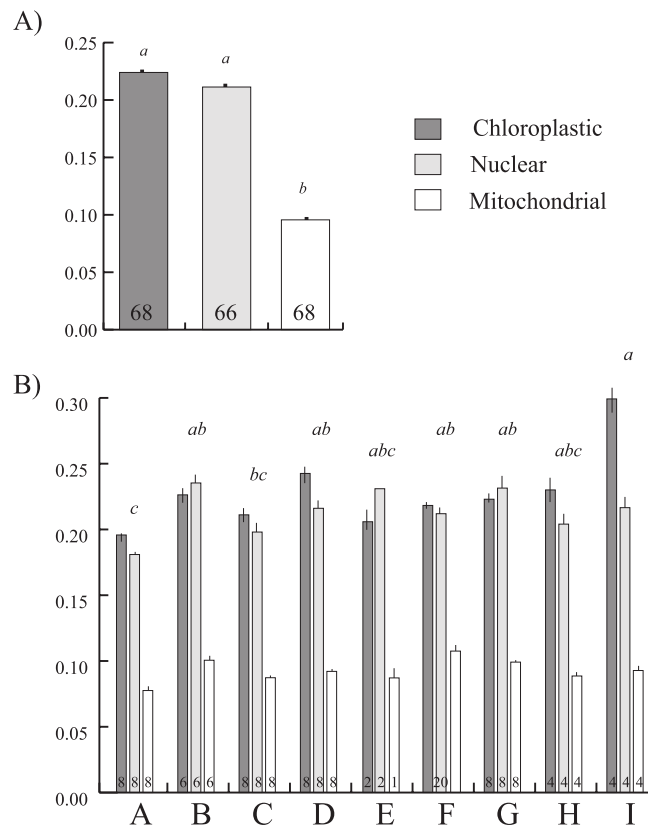 A)
0.25
a
a
0.20
Chloroplastic
Nuclear
0.15
b
Mitochondrial
0.10
0.05
68
66
68
0.00
B)
a
0.30
ab
ab
ab
ab
abc
abc
bc
0.25
c
0.20
0.15
0.10
0.05
8 8 8 6 6 6 8 8 8 8 8 8 2 2 1 20 8 8 8 4 4 4 4 4 4
0.00
A B C D E F G H I